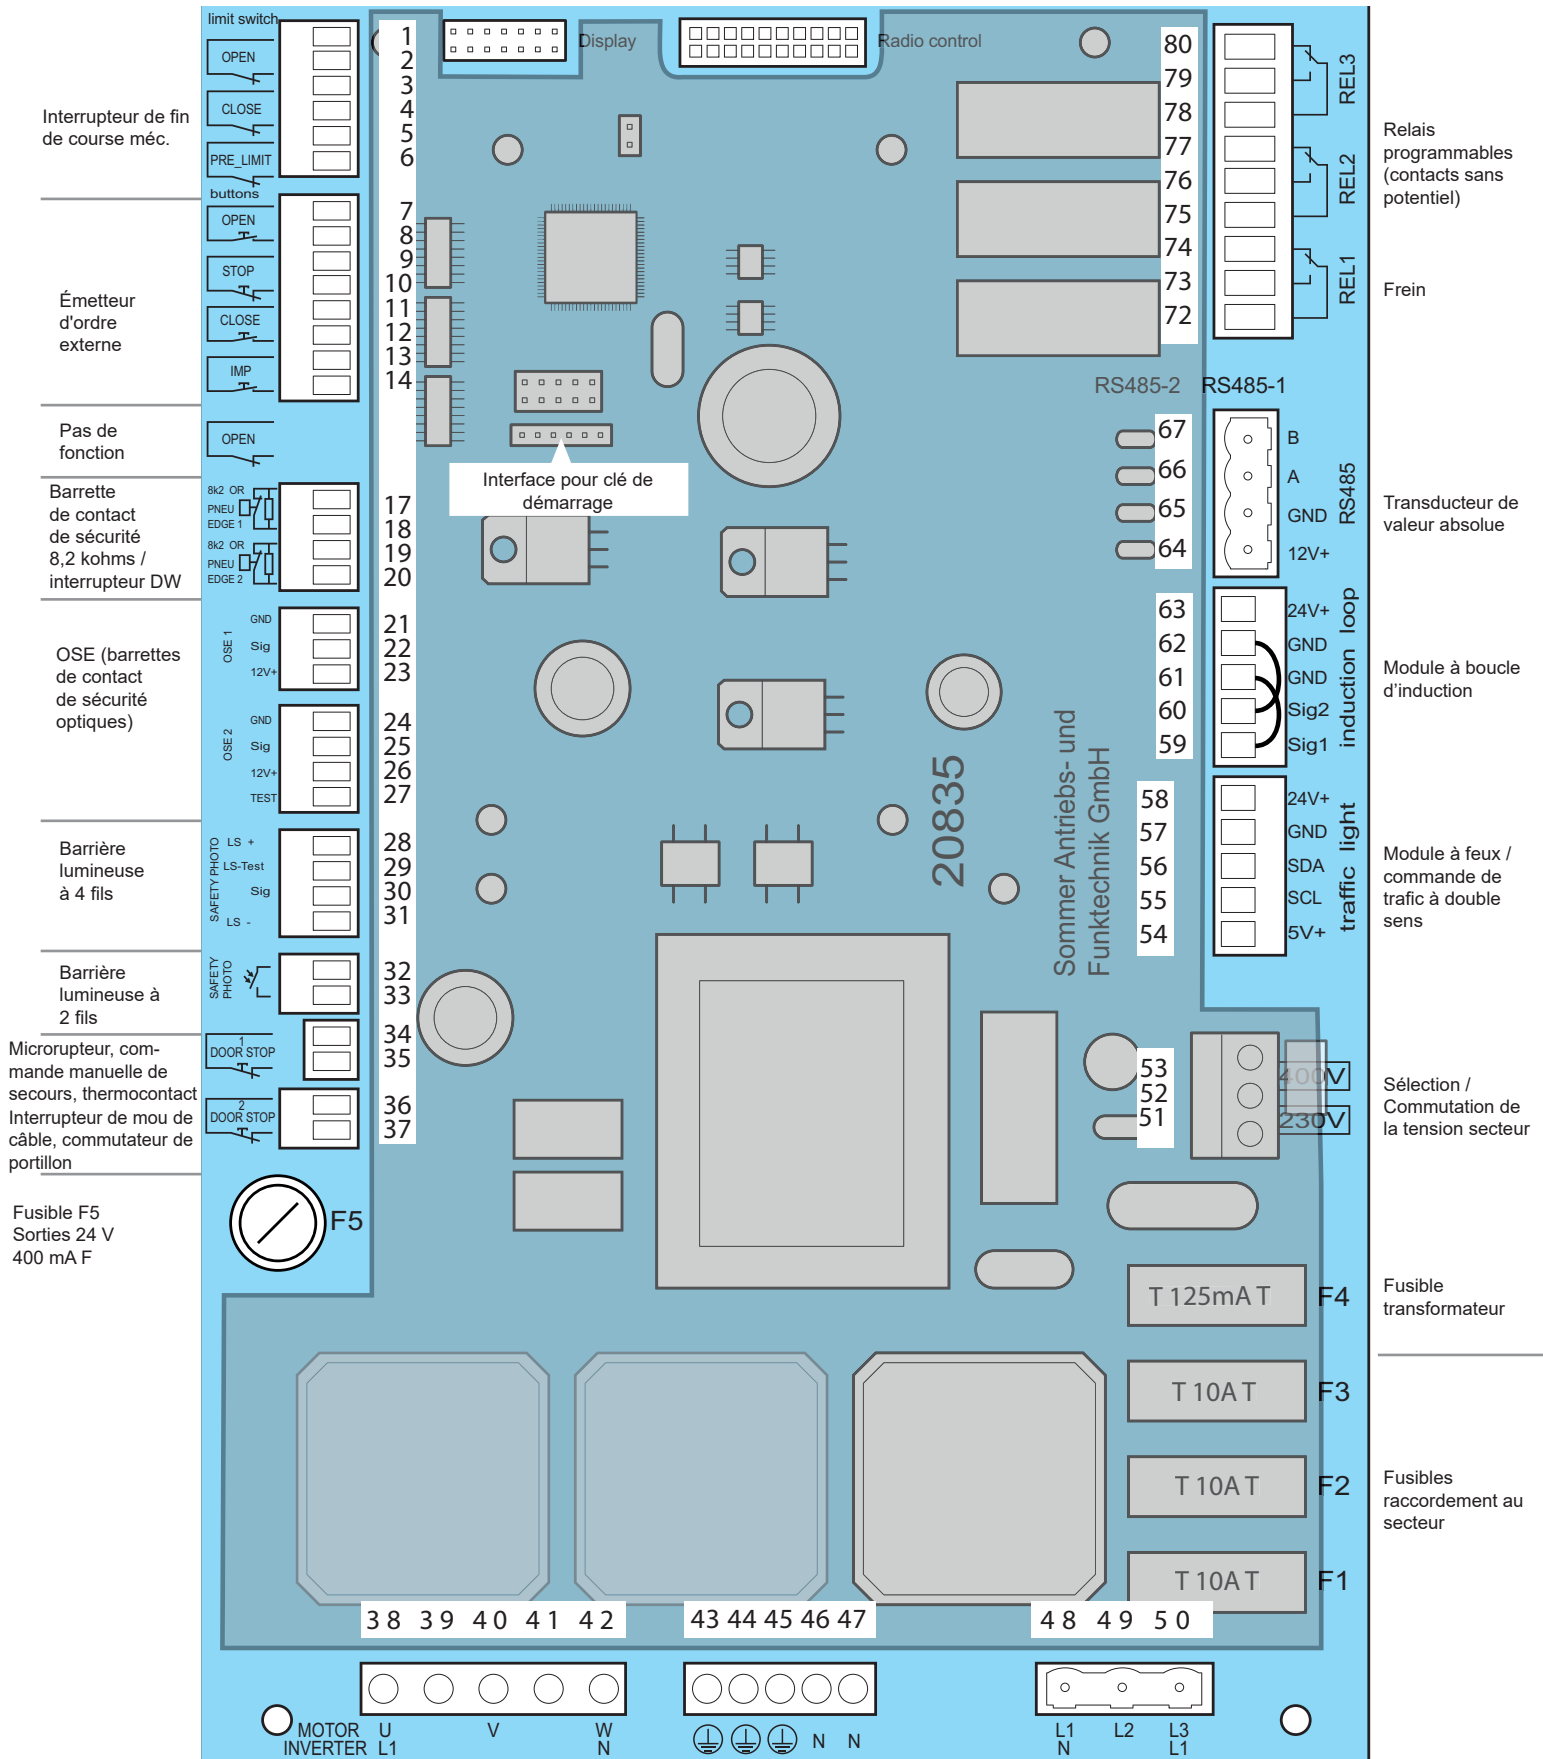 limit switch
OPEN
CLOSE
PRE_LIMIT
Interrupteur de fin
de course méc.
buttons
OPEN
STOP
CLOSE
IMP
Émetteur
d'ordre
externe
Pas de
fonction
OPEN
Barrette
de contact
de sécurité
8,2 kohms /
interrupteur DW
8k2 OR
PNEU
EDGE 1
8k2 OR
PNEU
EDGE 2
OSE (barrettes
de contact
de sécurité
optiques)
OSE 1
GND
Sig
12V+
OSE 2
GND
Sig
12V+
TEST
Barrière
lumineuse
à 4 fils
SAFETY PHOTO
LS +
LS-Test
Sig
LS -
Barrière
lumineuse à
2 fils
SAFETY
PHOTO
Microrupteur, com-
mande manuelle de
secours, thermocontact
1
DOOR STOP
Interrupteur de mou de
câble, commutateur de
portillon
2
DOOR STOP
Fusible F5
Sorties 24 V
400 mA F
F5
1
2
3
4
5
6
7
8
9
10
11
12
13
14
17
18
19
20
21
22
23
24
25
26
27
28
29
30
31
32
33
34
35
36
37
Display
Radio control
Interface pour clé de
démarrage
20835
Sommer Antriebs- und
Funktechnik GmbH
80
79
78
77
76
75
74
73
72
REL3
REL2
REL1
Relais
programmables
(contacts sans
potentiel)
Frein
RS485-2 RS485-1
67
66
65
64
B
A
GND
12V+
RS485
Transducteur de
valeur absolue
63
62
61
60
59
24V+
GND
GND
Sig2
Sig1
induction loop
Module à boucle
d'induction
58
57
56
55
54
24V+
GND
SDA
SCL
5V+
traffic light
Module à feux /
commande de
trafic à double
sens
53
52
51
400V
230V
Sélection /
Commutation de
la tension secteur
T 125mA T
F4
Fusible
transformateur
T 10A T
F3
T 10A T
F2
T 10A T
F1
Fusibles
raccordement au
secteur
38 39 40 41 42
43 44 45 46 47
48 49 50
MOTOR U V W
INVERTER L1 N
N N
L1 L2 L3
N L1